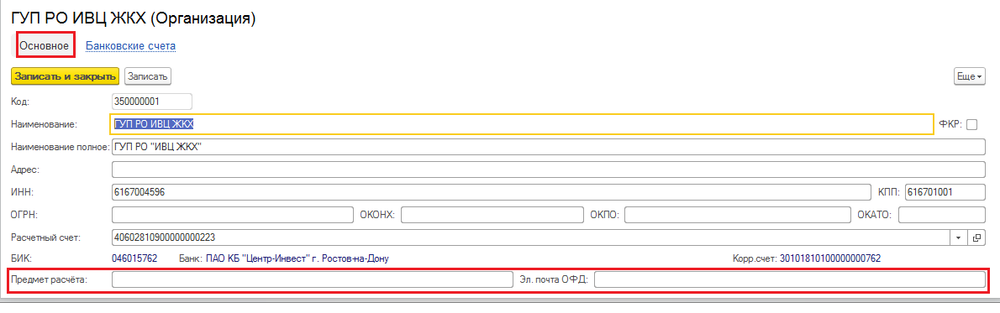 ГУП РО ИВЦ ЖКХ (Организация)
Основное Банковские счета
Записать и закрыть Записать Еще
Код: 350000001
Наименование: ГУП РО ИВЦ ЖКХ ФКР:
Наименование полное: ГУП РО "ИВЦ ЖКХ"
Адрес:
ИНН: 6167004596 КПП: 616701001
ОГРН: ОКОНХ: ОКПО: ОКАТО:
Расчетный счет: 40602810900000000223
БИК: 046015762 Банк: ПАО КБ "Центр-Инвест" г. Ростов-на-Дону Корр.счет: 30101810100000000762
Предмет расчёта: Эл. почта ОФД: